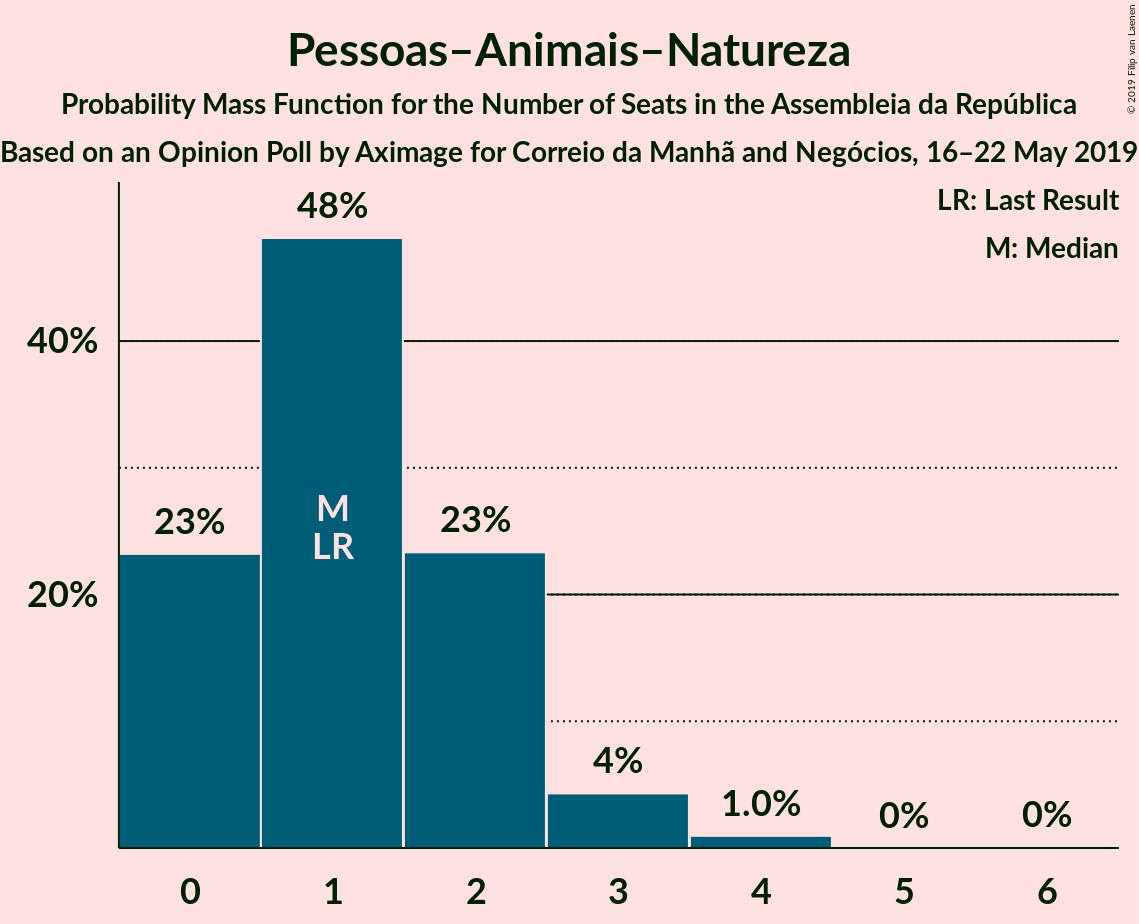 Pessoas–Animais–Natureza
Probability Mass Function for the Number of Seats in the Assembleia da República
Based on an Opinion Poll by Aximage for Correio da Manhã and Negócios, 16–22 May 2019
© 2019 Filip van Laenen
LR: Last Result
M: Median
48%
40%
M
LR
23%
23%
20%
4%
1.0%
0%
0%
0 1 2 3 4 5 6